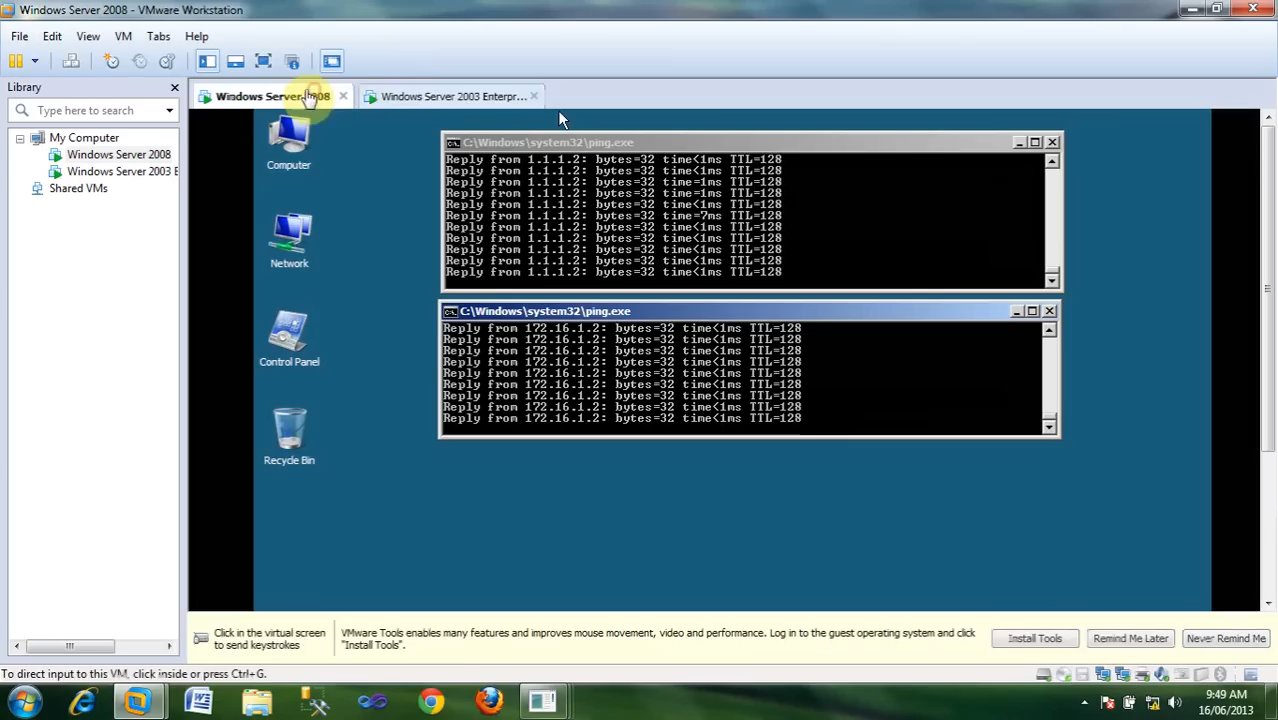 Windows Server 2008 - VMware Workstation
File Edit View VM Tabs Help
Library
Type here to search
My Computer
Windows Server 2008
Windows Server 2003 E
Shared VMs
Windows Server 2008
Windows Server 2003 Enterpr...
Computer
Network
Control Panel
Recycle Bin
C:\Windows\system32\ping.exe
Reply from 1.1.1.2: bytes=32 time<1ms TTL=128
Reply from 1.1.1.2: bytes=32 time<1ms TTL=128
Reply from 1.1.1.2: bytes=32 time=1ms TTL=128
Reply from 1.1.1.2: bytes=32 time=1ms TTL=128
Reply from 1.1.1.2: bytes=32 time<1ms TTL=128
Reply from 1.1.1.2: bytes=32 time=7ms TTL=128
Reply from 1.1.1.2: bytes=32 time<1ms TTL=128
Reply from 1.1.1.2: bytes=32 time<1ms TTL=128
Reply from 1.1.1.2: bytes=32 time<1ms TTL=128
Reply from 1.1.1.2: bytes=32 time<1ms TTL=128
Reply from 1.1.1.2: bytes=32 time<1ms TTL=128
C:\Windows\system32\ping.exe
Reply from 172.16.1.2: bytes=32 time<1ms TTL=128
Reply from 172.16.1.2: bytes=32 time<1ms TTL=128
Reply from 172.16.1.2: bytes=32 time<1ms TTL=128
Reply from 172.16.1.2: bytes=32 time<1ms TTL=128
Reply from 172.16.1.2: bytes=32 time<1ms TTL=128
Reply from 172.16.1.2: bytes=32 time<1ms TTL=128
Reply from 172.16.1.2: bytes=32 time<1ms TTL=128
Reply from 172.16.1.2: bytes=32 time<1ms TTL=128
Reply from 172.16.1.2: bytes=32 time<1ms TTL=128
Click in the virtual screen
to send keystrokes
VMware Tools enables many features and improves mouse movement, video and performance. Log in to the guest operating system and click
"Install Tools".
Install Tools
Remind Me Later
Never Remind Me
To direct input to this VM, click inside or press Ctrl+G.
9:49 AM
16/06/2013